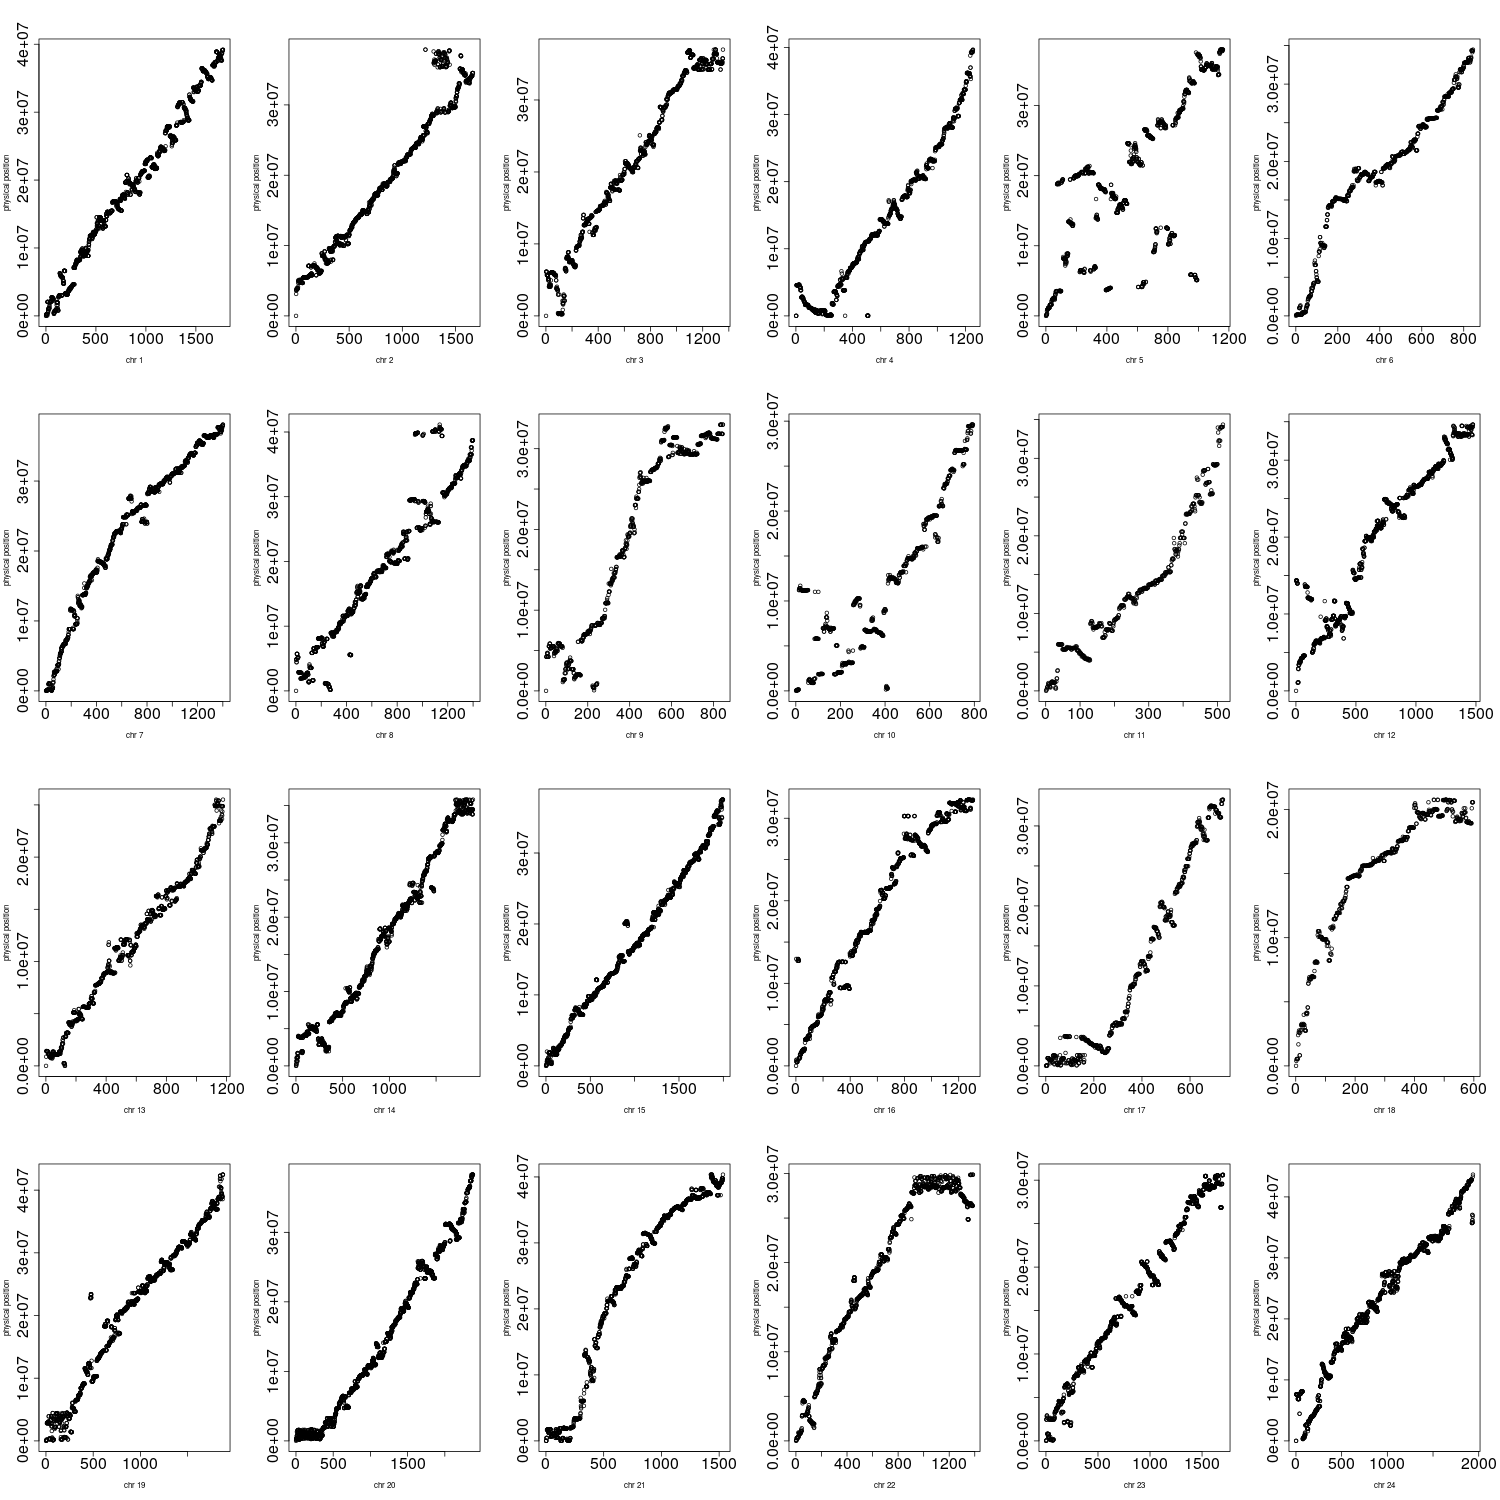 physical position
0e+00 1e+07 2e+07 3e+07 4e+07
0 500 1000 1500
chr 1
physical position
0e+00 1e+07 3e+07
0 500 1000 1500
chr 2
physical position
0e+00 1e+07 2e+07 3e+07
0 400 800 1200
chr 3
physical position
0e+00 1e+07 2e+07 3e+07 4e+07
0 400 800 1200
chr 4
physical position
0e+00 1e+07 2e+07 3e+07
0 400 800 1200
chr 5
physical position
0.0e+00 1.0e+07 2.0e+07 3.0e+07
0 200 400 600 800
chr 6
physical position
0e+00 1e+07 2e+07 3e+07
0 400 800 1200
chr 7
physical position
0e+00 1e+07 2e+07 3e+07 4e+07
0 400 800 1200
chr 8
physical position
0.0e+00 1.0e+07 2.0e+07 3.0e+07
0 200 400 600 800
chr 9
physical position
0.0e+00 1.0e+07 2.0e+07 3.0e+07
0 200 400 600 800
chr 10
physical position
0.0e+00 1.0e+07 2.0e+07 3.0e+07
0 100 300 500
chr 11
physical position
0.0e+00 1.0e+07 2.0e+07 3.0e+07
0 500 1000 1500
chr 12
physical position
0.0e+00 1.0e+07 2.0e+07
0 400 800 1200
chr 13
physical position
0.0e+00 1.0e+07 2.0e+07 3.0e+07
0 500 1000
chr 14
physical position
0e+00 1e+07 2e+07 3e+07
0 500 1500
chr 15
physical position
0.0e+00 1.0e+07 2.0e+07 3.0e+07
0 400 800 1200
chr 16
physical position
0.0e+00 1.0e+07 2.0e+07 3.0e+07
0 200 400 600
chr 17
physical position
0.0e+00 1.0e+07 2.0e+07
0 200 400 600
chr 18
physical position
0e+00 1e+07 2e+07 3e+07 4e+07
0 500 1000
chr 19
physical position
0e+00 1e+07 2e+07 3e+07
0 500 1500
chr 20
physical position
0e+00 1e+07 2e+07 3e+07 4e+07
0 500 1000 1500
chr 21
physical position
0.0e+00 1.0e+07 2.0e+07 3.0e+07
0 400 800 1400
chr 22
physical position
0.0e+00 1.0e+07 2.0e+07 3.0e+07
0 500 1000 1500
chr 23
physical position
0e+00 1e+07 2e+07 3e+07 4e+07
0 500 1000 2000
chr 24